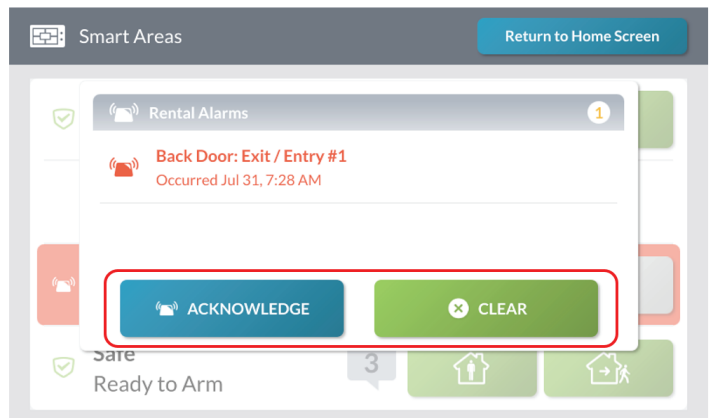 Smart Areas
Return to Home Screen
Rental Alarms
1
Back Door: Exit / Entry #1
Occurred Jul 31, 7:28 AM
ACKNOWLEDGE
CLEAR
Safe
3
Ready to Arm